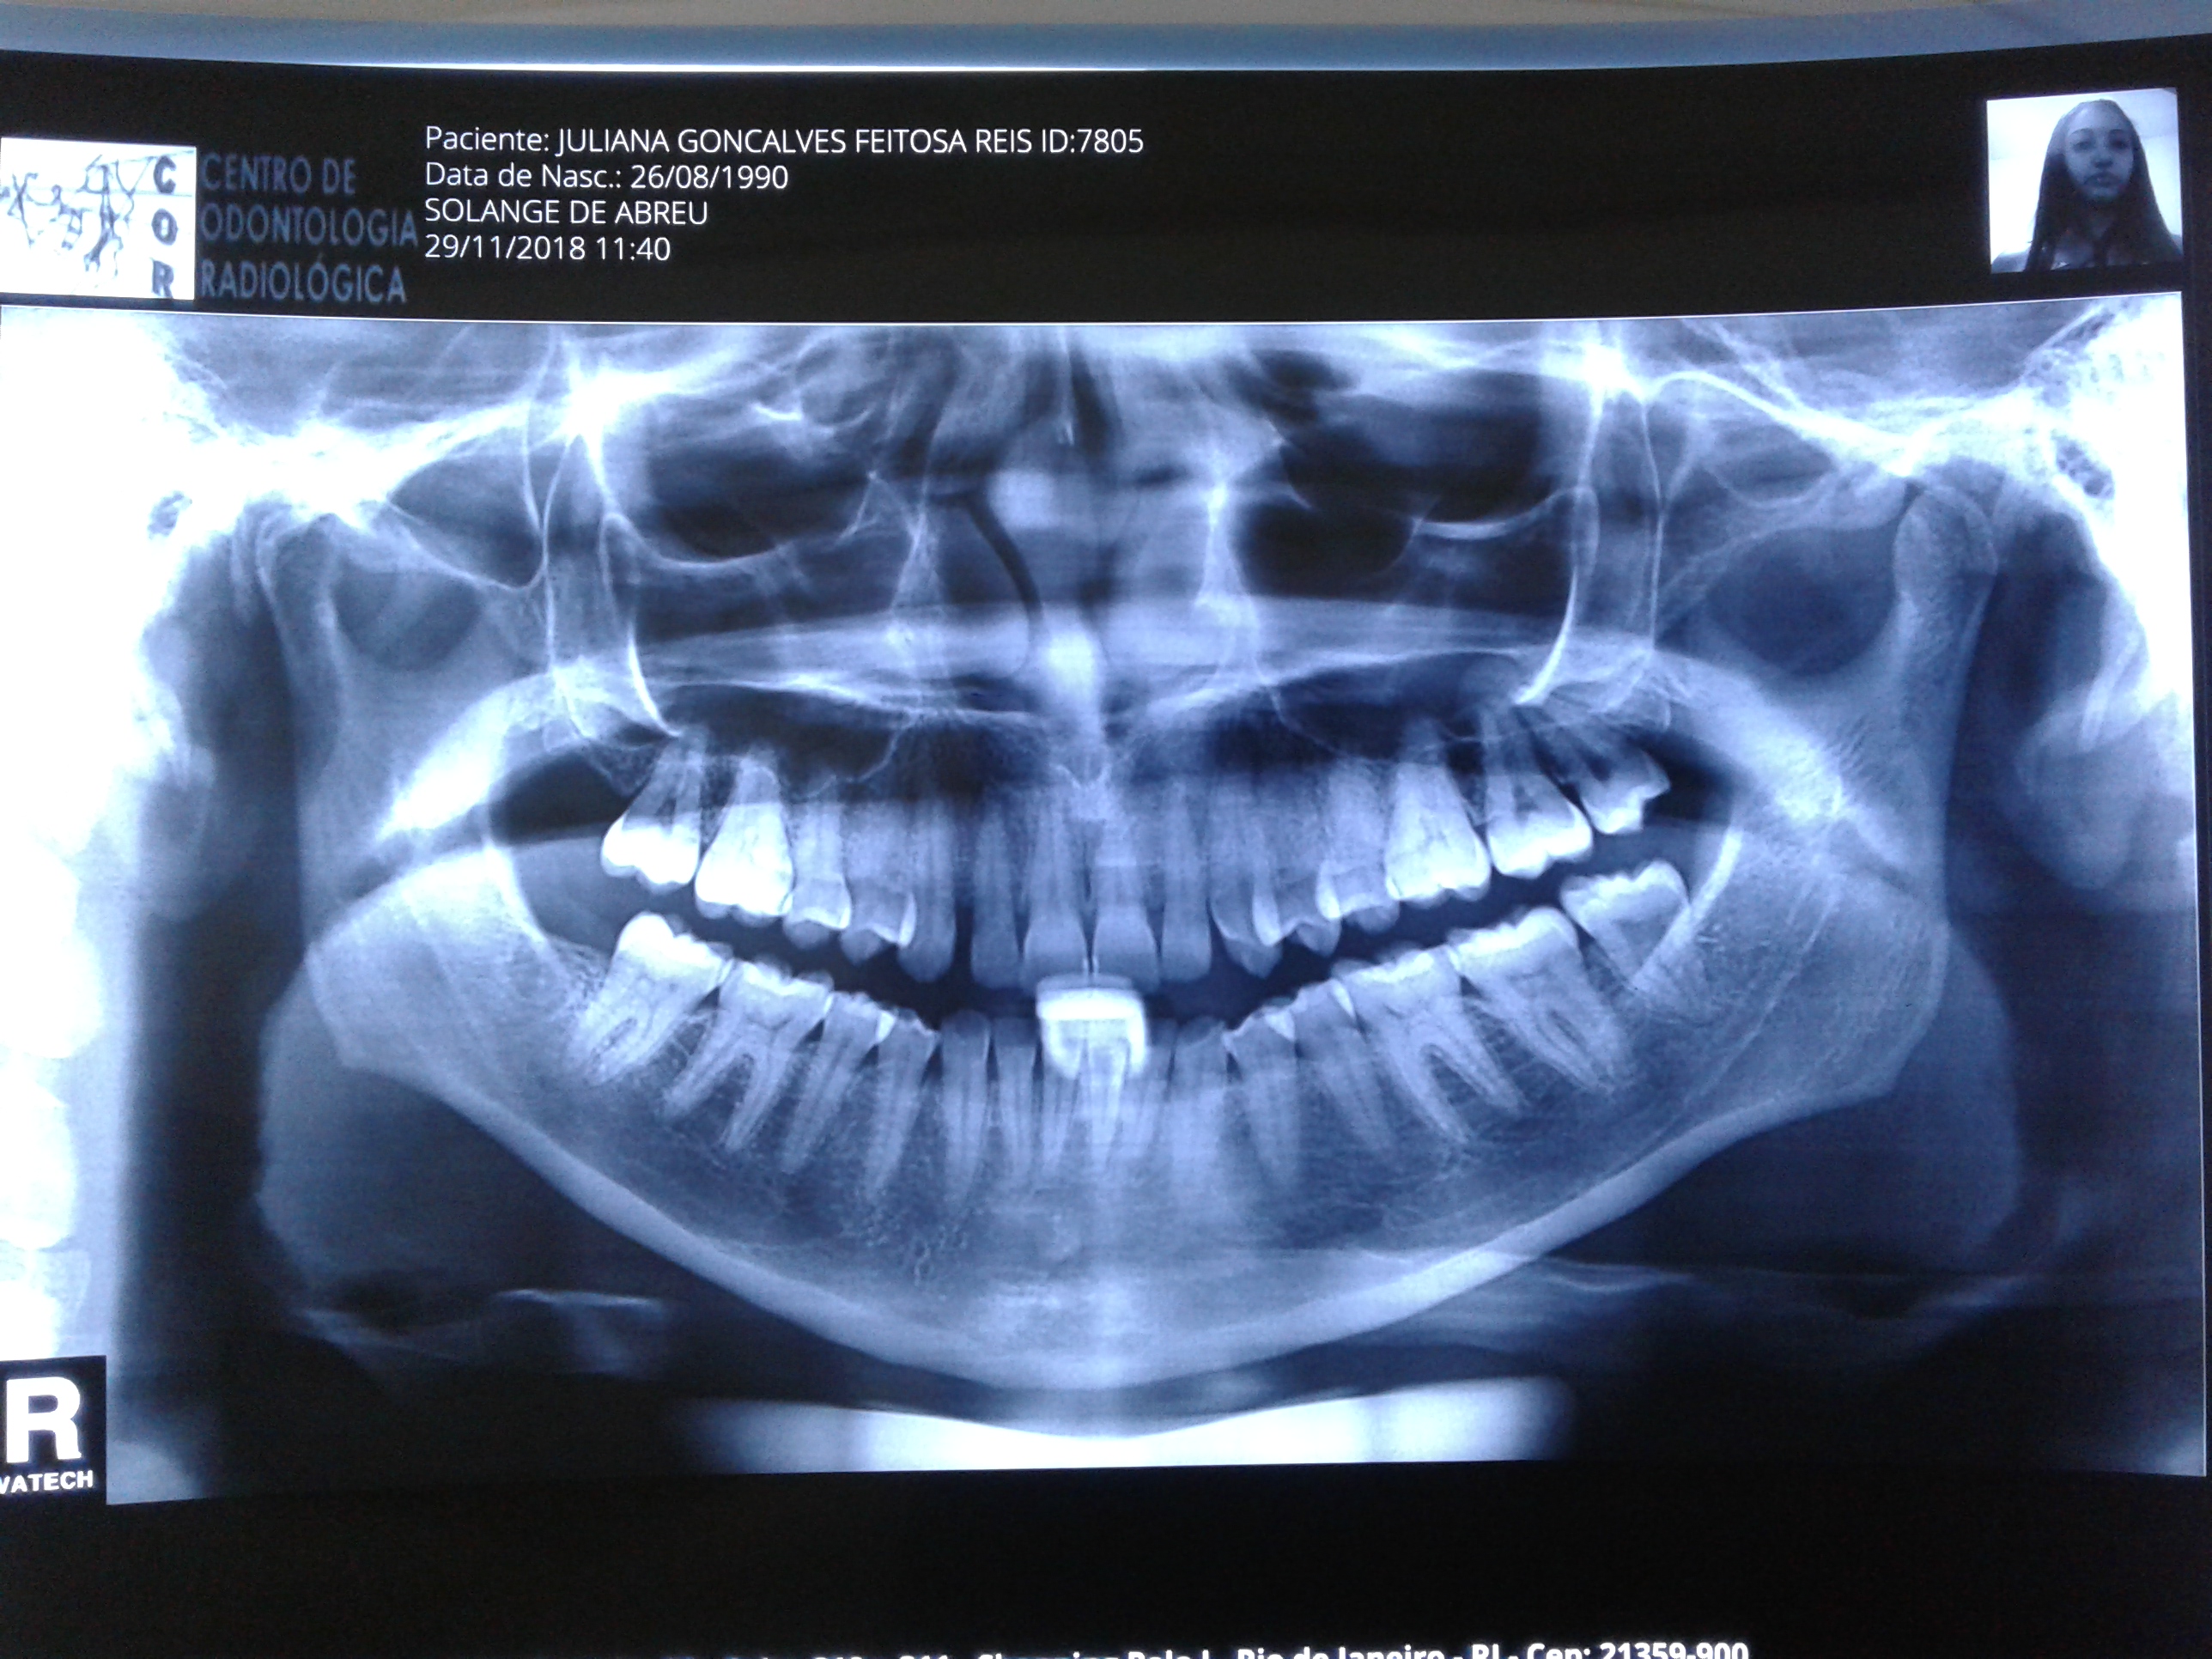 Paciente: JULIANA GONCALVES FEITOSA REIS ID:7805
Data de Nasc.: 26/08/1990
SOLANGE DE ABREU
29/11/2018 11:40
C CENTRO DE
O ODONTOLOGIA
R RADIOLÓGICA
R
VATECH
Rio de Janeiro - RJ - Cep: 21359-900